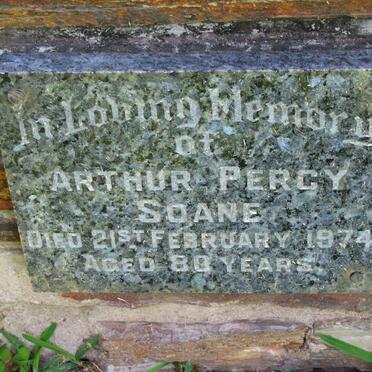 In Loving Memory
of
ARTHUR PERCY
SOANE
DIED 21ST FEBRUARY 1974
AGED 88 YEARS.